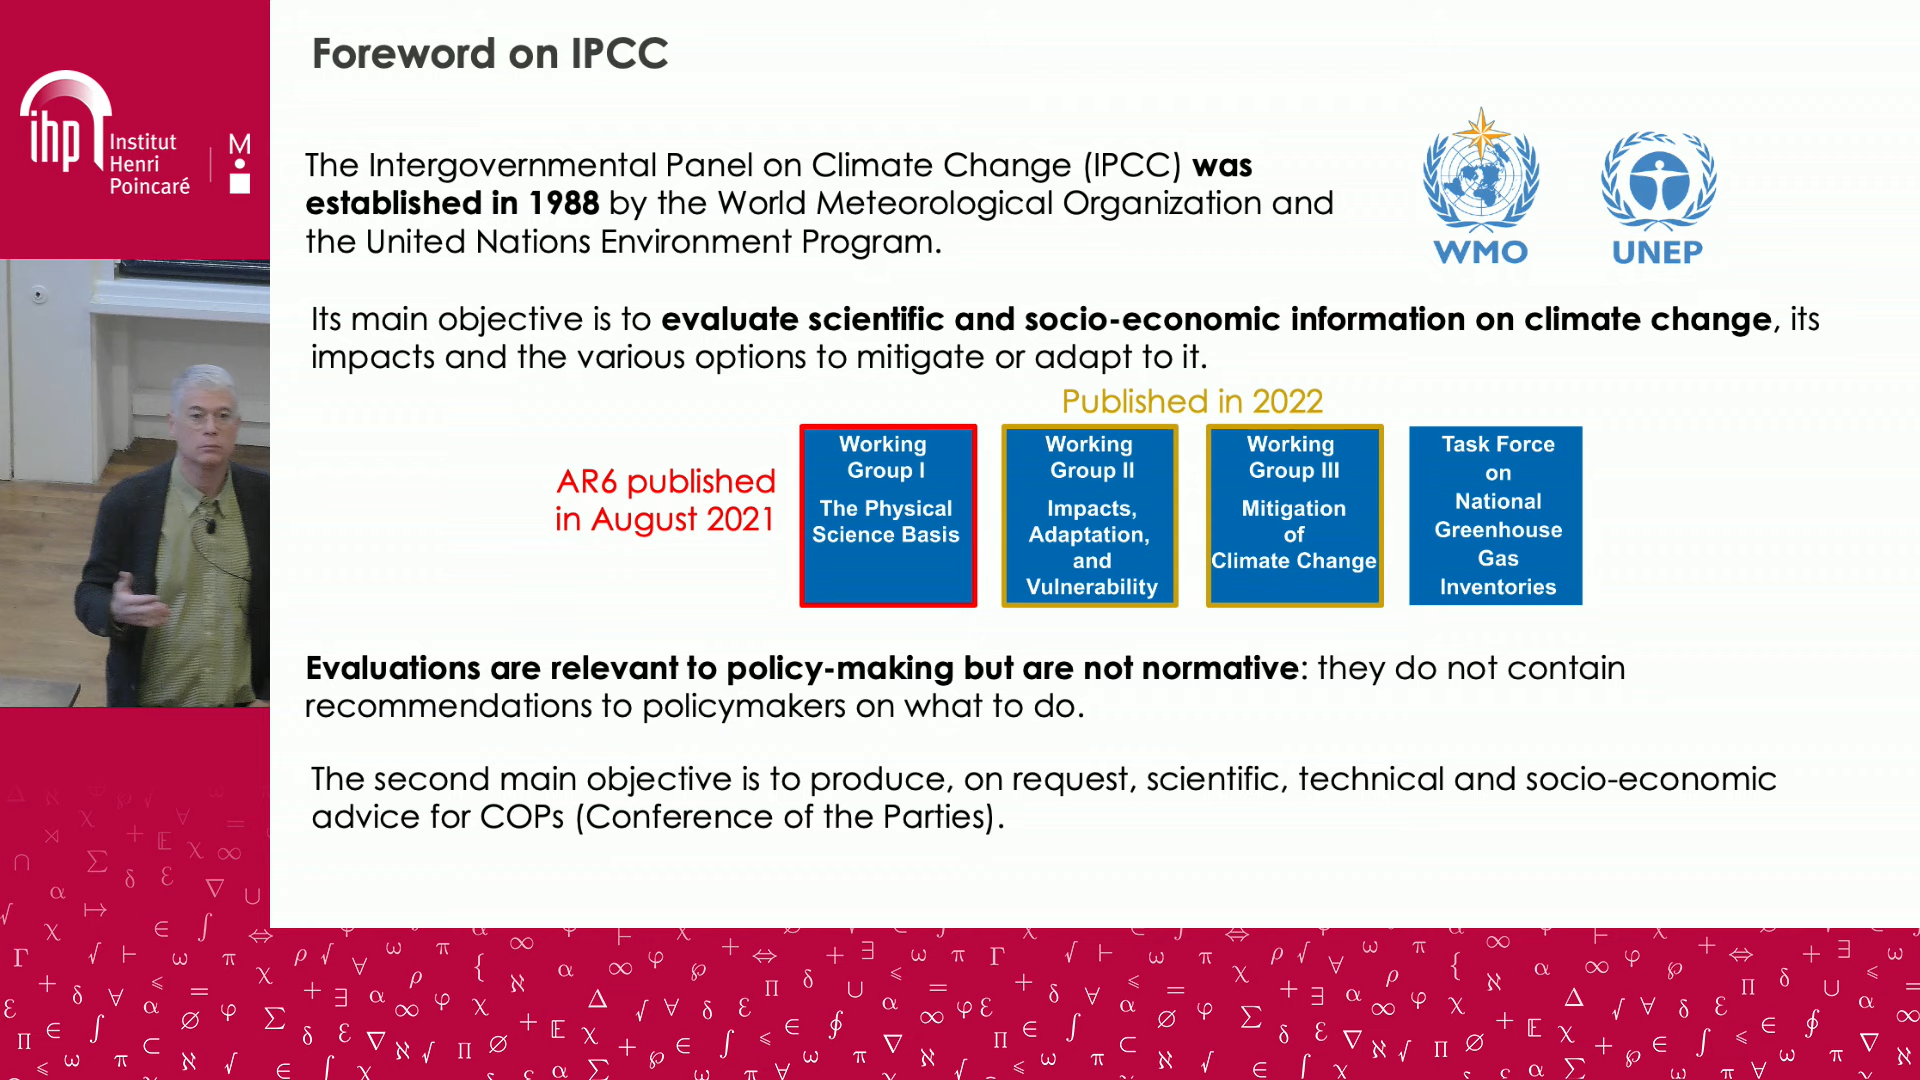 Foreword on IPCC
ihp
Institut
Henri
Poincaré
M
The Intergovernmental Panel on Climate Change (IPCC) was
established in 1988 by the World Meteorological Organization and
the United Nations Environment Program.
WMO
UNEP
Its main objective is to evaluate scientific and socio-economic information on climate change, its
impacts and the various options to mitigate or adapt to it.
Published in 2022
AR6 published
in August 2021
Working
Group I
The Physical
Science Basis
Working
Group II
Impacts,
Adaptation,
and
Vulnerability
Working
Group III
Mitigation
of
Climate Change
Task Force
on
National
Greenhouse
Gas
Inventories
Evaluations are relevant to policy-making but are not normative: they do not contain
recommendations to policymakers on what to do.
The second main objective is to produce, on request, scientific, technical and socio-economic
advice for COPs (Conference of the Parties).